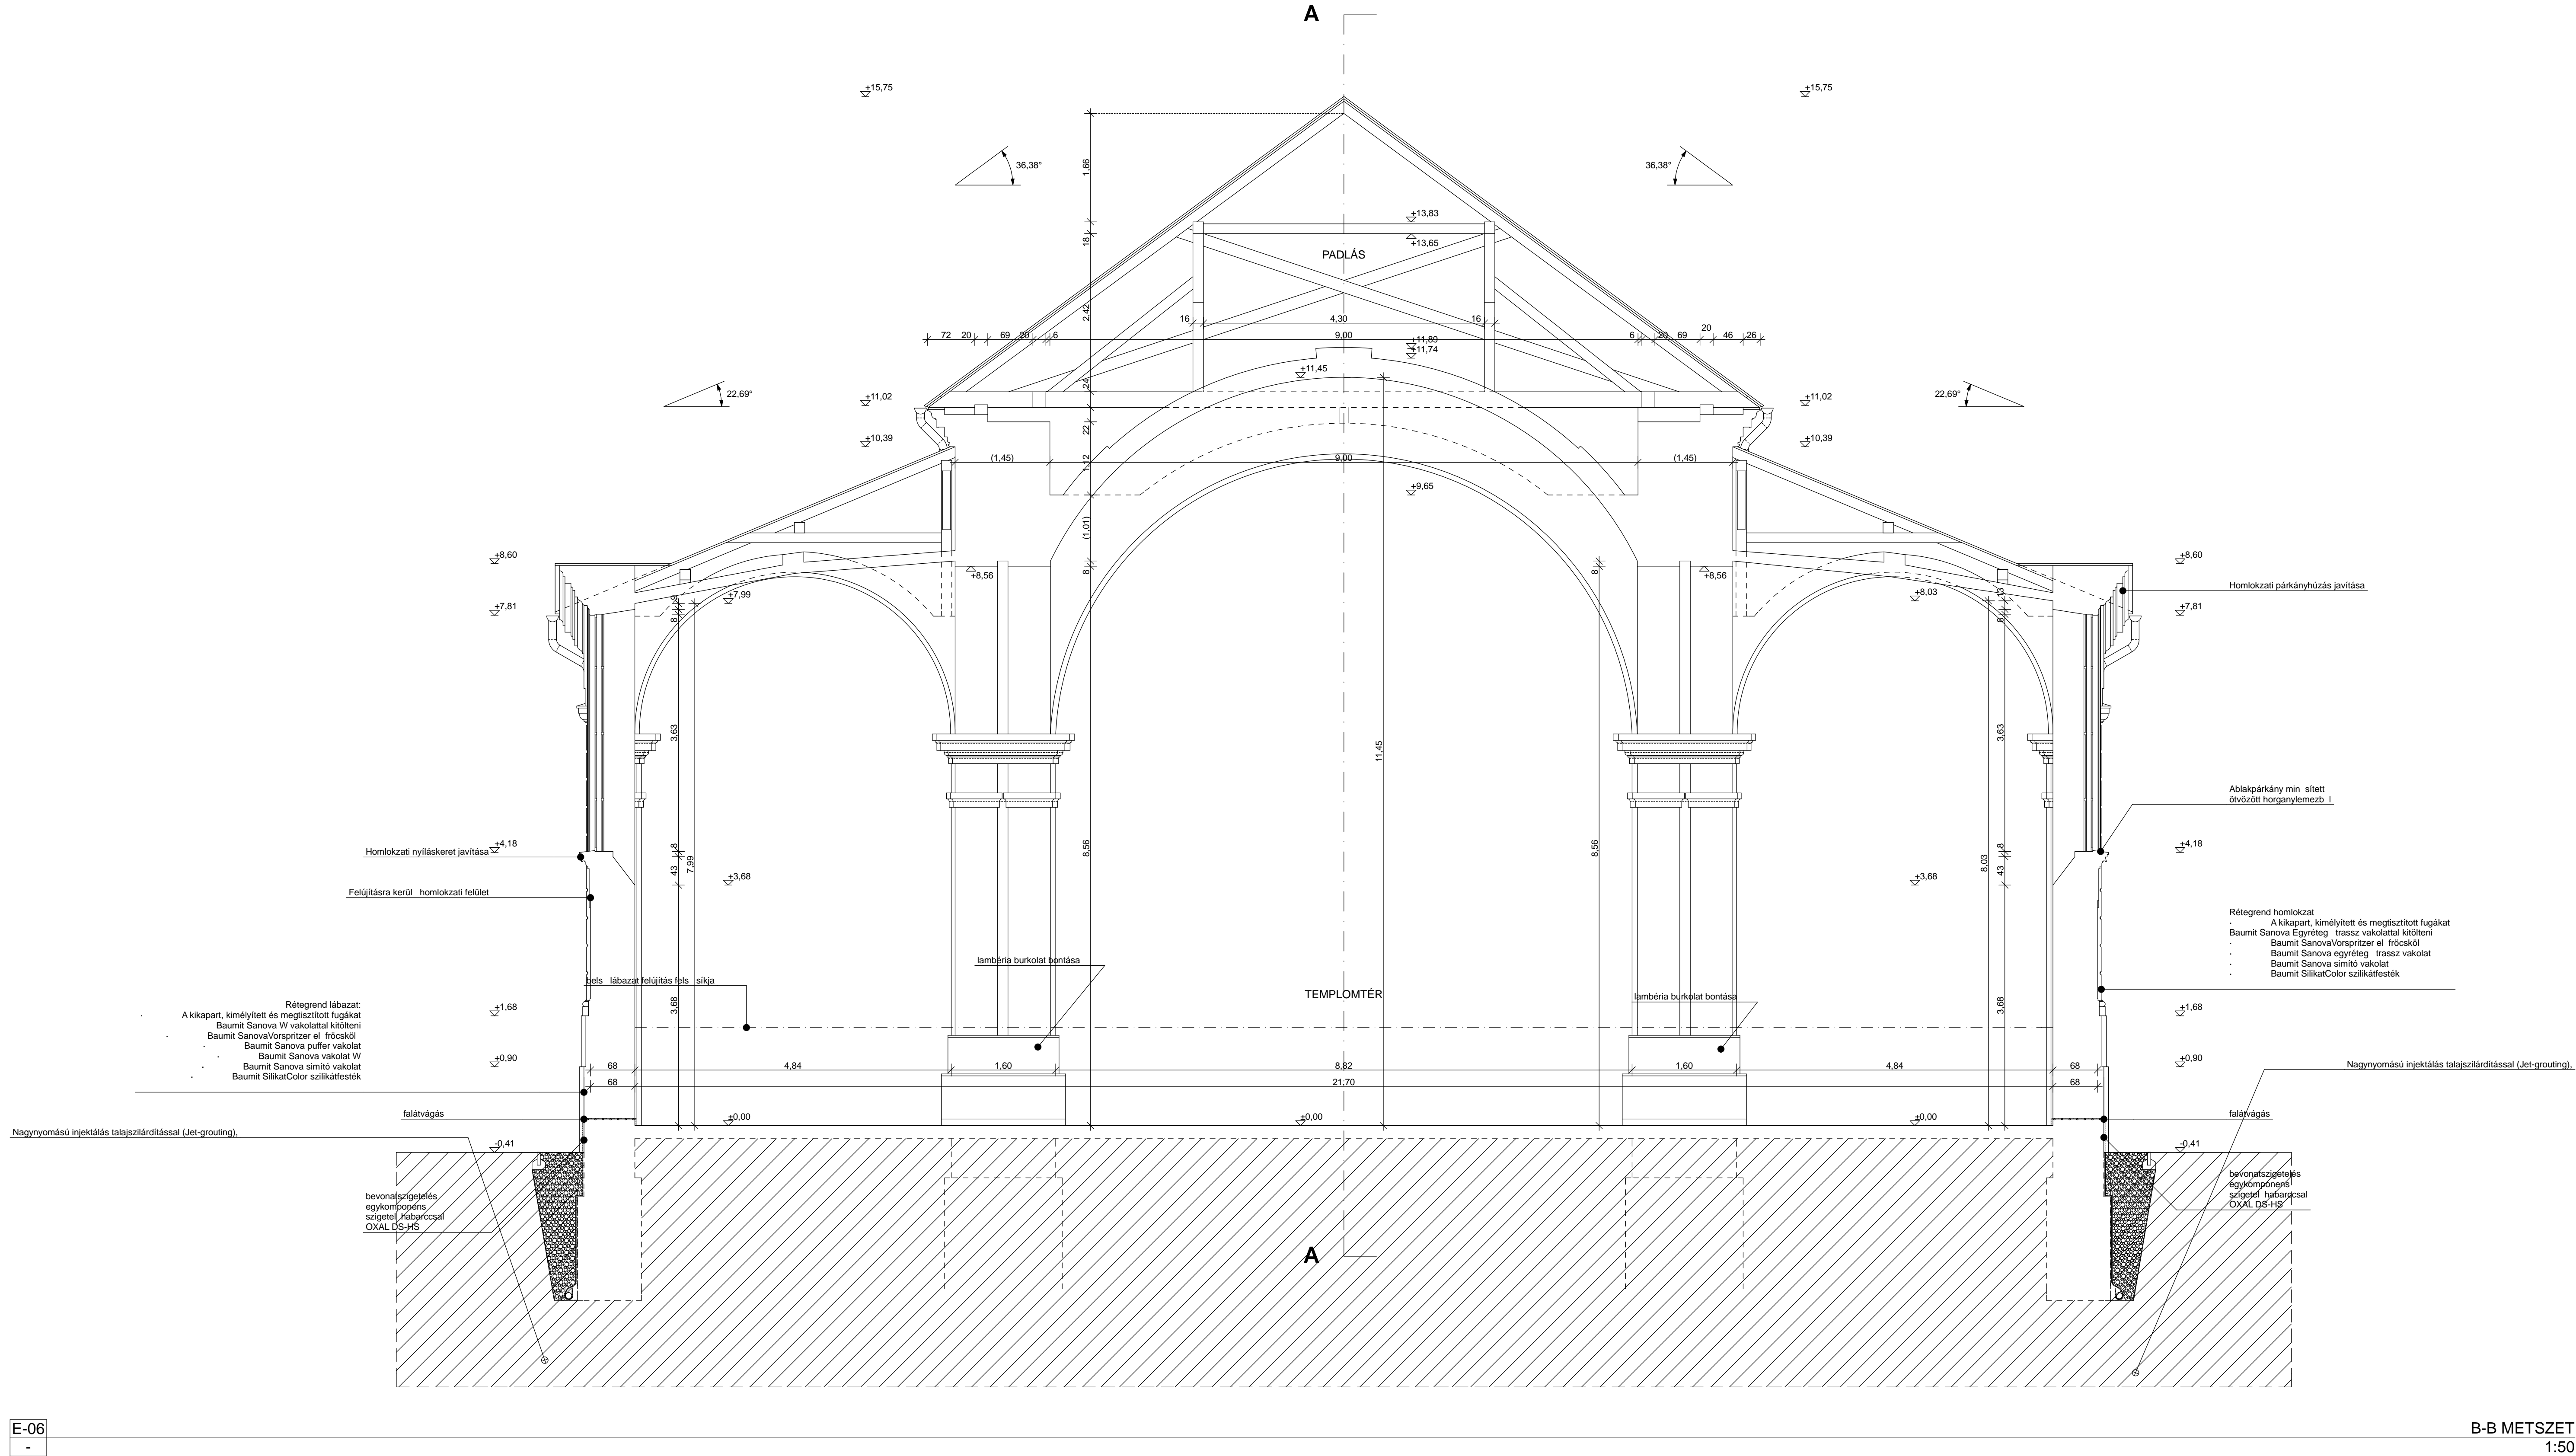 A
+15,75
+15,75
36,38°
36,38°
1,66
+13,83
18
+13,65
PADLÁS
2,42
16
4,30
16
72
20
69
20
6
9,00
6
20
69
20
46
26
+11,89
+11,74
+11,45
24
22,69°
22,69°
+11,02
+11,02
22
+10,39
+10,39
(1,45)
1,12
9,00
(1,45)
+9,65
(1,01)
+8,60
+8,60
8
8
+8,56
+8,56
Homlokzati párkányhúzás javítása
+7,81
+7,99
+8,03
+7,81
9
8
13
8
3,63
11,45
3,63
Ablakpárkány min sített
ötvözött horganylemezb l
Homlokzati nyíláskeret javítása
+4,18
8
43
7,99
8,56
8,56
8,03
8
43
+4,18
+3,68
+3,68
Felújításra kerül homlokzati felület
Rétegrend homlokzat
· A kikapart, kimélyített és megtisztított fugákat
Baumit Sanova Egyréteg trassz vakolattal kitölteni
· Baumit SanovaVorspritzer el fröcsköl
· Baumit Sanova egyréteg trassz vakolat
· Baumit Sanova simító vakolat
· Baumit SilikatColor szilikátfesték
lambéria burkolat bontása
bels lábazat felújítás fels síkja
TEMPLOMTÉR
lambéria burkolat bontása
3,68
3,68
Rétegrend lábazat:
· A kikapart, kimélyített és megtisztított fugákat
Baumit Sanova W vakolattal kitölteni
· Baumit SanovaVorspritzer el fröcsköl
· Baumit Sanova puffer vakolat
· Baumit Sanova vakolat W
· Baumit Sanova simító vakolat
· Baumit SilikatColor szilikátfesték
+1,68
+1,68
+0,90
+0,90
68
4,84
1,60
8,82
1,60
4,84
68
68
21,70
68
Nagynyomású injektálás talajszilárdítással (Jet-grouting),
falátvágás
±0,00
±0,00
±0,00
falátvágás
Nagynyomású injektálás talajszilárdítással (Jet-grouting),
-0,41
-0,41
bevonatszigetelés
egykomponens
szigetel habarccsal
OXAL DS-HS
bevonatszigetelés
egykomponens
szigetel habarccsal
OXAL DS-HS
A
E-06
-
B-B METSZET
1:50